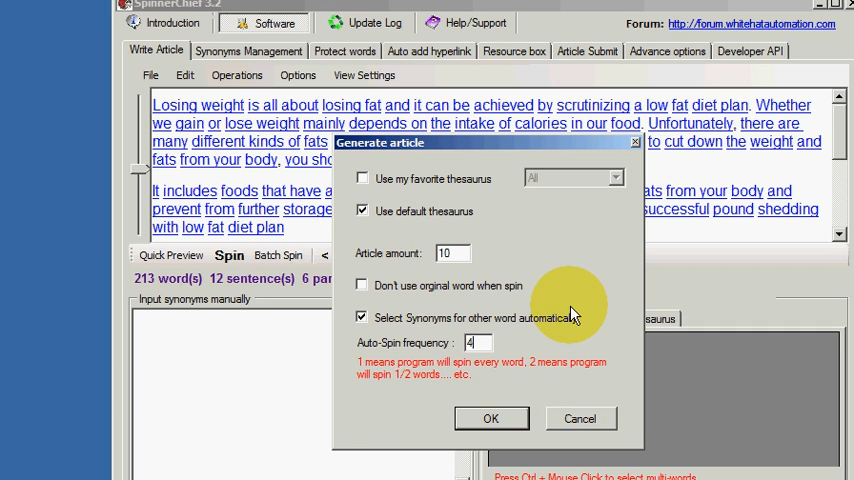 SpinnerChief 3.2
Introduction Software Update Log Help/Support Forum: http://forum.whitehatautomation.com
Write Article Synonyms Management Protect words Auto add hyperlink Resource box Article Submit Advance options Developer API
File Edit Operations Options View Settings
Losing weight is all about losing fat and it can be achieved by scrutinizing a low fat diet plan. Whether
we gain or lose weight mainly depends on the intake of calories in our food. Unfortunately, there are
many different kinds of fats to cut down the weight and
fats from your body, you sho
It includes foods that have a ats from your body and
prevent from further storage successful pound shedding
with low fat diet plan
Quick Preview Spin Batch Spin <
213 word(s) 12 sentence(s) 6 par
Input synonyms manually
saurus
Generate article
Use my favorite thesaurus All
Use default thesaurus
Article amount: 10
Don't use orginal word when spin
Select Synonyms for other word automatical
Auto-Spin frequency : 4
1 means program will spin every word, 2 means program
will spin 1/2 words.... etc.
OK Cancel
Press Ctrl + Mouse Click to select multi-words